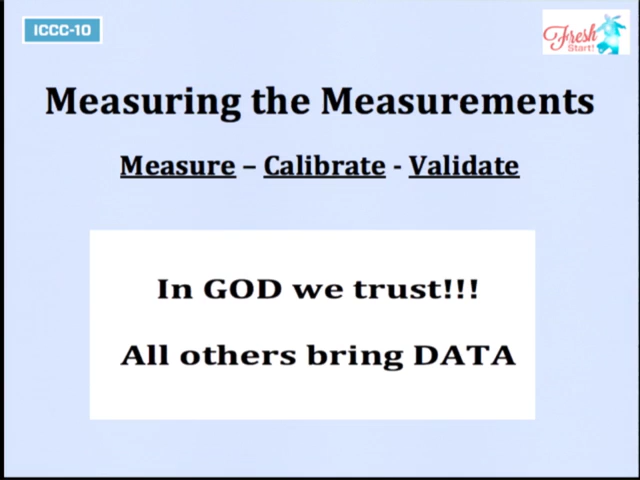 ICCC-10
Fresh
Start!
Measuring the Measurements
Measure – Calibrate - Validate
In GOD we trust!!!
All others bring DATA